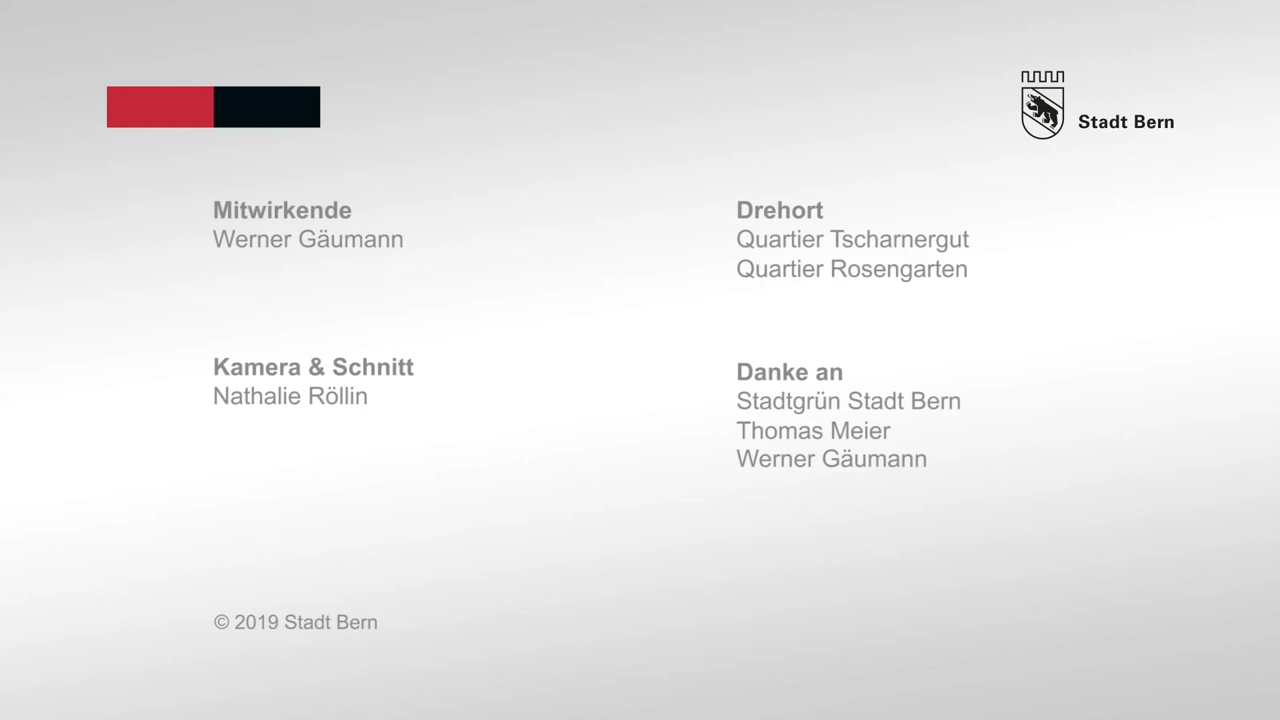 Stadt Bern
Mitwirkende
Werner Gäumann
Kamera & Schnitt
Nathalie Röllin
Drehort
Quartier Tscharnergut
Quartier Rosengarten
Danke an
Stadtgrün Stadt Bern
Thomas Meier
Werner Gäumann
© 2019 Stadt Bern